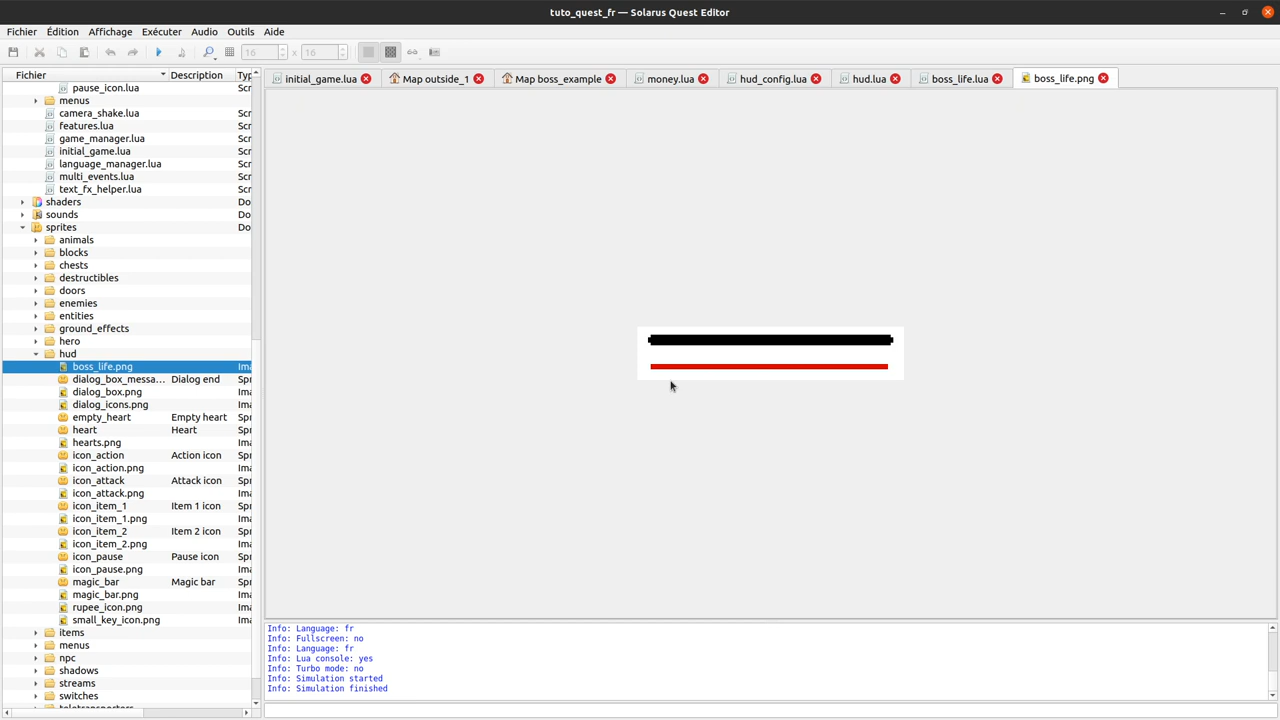 tuto_quest_fr — Solarus Quest Editor
Fichier Édition Affichage Exécuter Audio Outils Aide
16 x 16
Fichier Description Typ
initial_game.lua Map outside_1 Map boss_example money.lua hud_config.lua hud.lua boss_life.lua boss_life.png
pause_icon.lua Scr
menus
camera_shake.lua Scr
features.lua Scr
game_manager.lua Scr
initial_game.lua Scr
language_manager.lua Scr
multi_events.lua Scr
text_fx_helper.lua Scr
shaders Do
sounds Do
sprites Do
animals
blocks
chests
destructibles
doors
enemies
entities
ground_effects
hero
hud
boss_life.png Ima
dialog_box_messa... Dialog end Spr
dialog_box.png Ima
dialog_icons.png Ima
empty_heart Empty heart Spr
heart Heart Spr
hearts.png Ima
icon_action Action icon Spr
icon_action.png Ima
icon_attack Attack icon Spr
icon_attack.png Ima
icon_item_1 Item 1 icon Spr
icon_item_1.png Ima
icon_item_2 Item 2 icon Spr
icon_item_2.png Ima
icon_pause Pause icon Spr
icon_pause.png Ima
magic_bar Magic bar Spr
magic_bar.png Ima
rupee_icon.png Ima
small_key_icon.png Ima
items
menus
npc
shadows
streams
switches
Info: Language: fr
Info: Fullscreen: no
Info: Language: fr
Info: Lua console: yes
Info: Turbo mode: no
Info: Simulation started
Info: Simulation finished